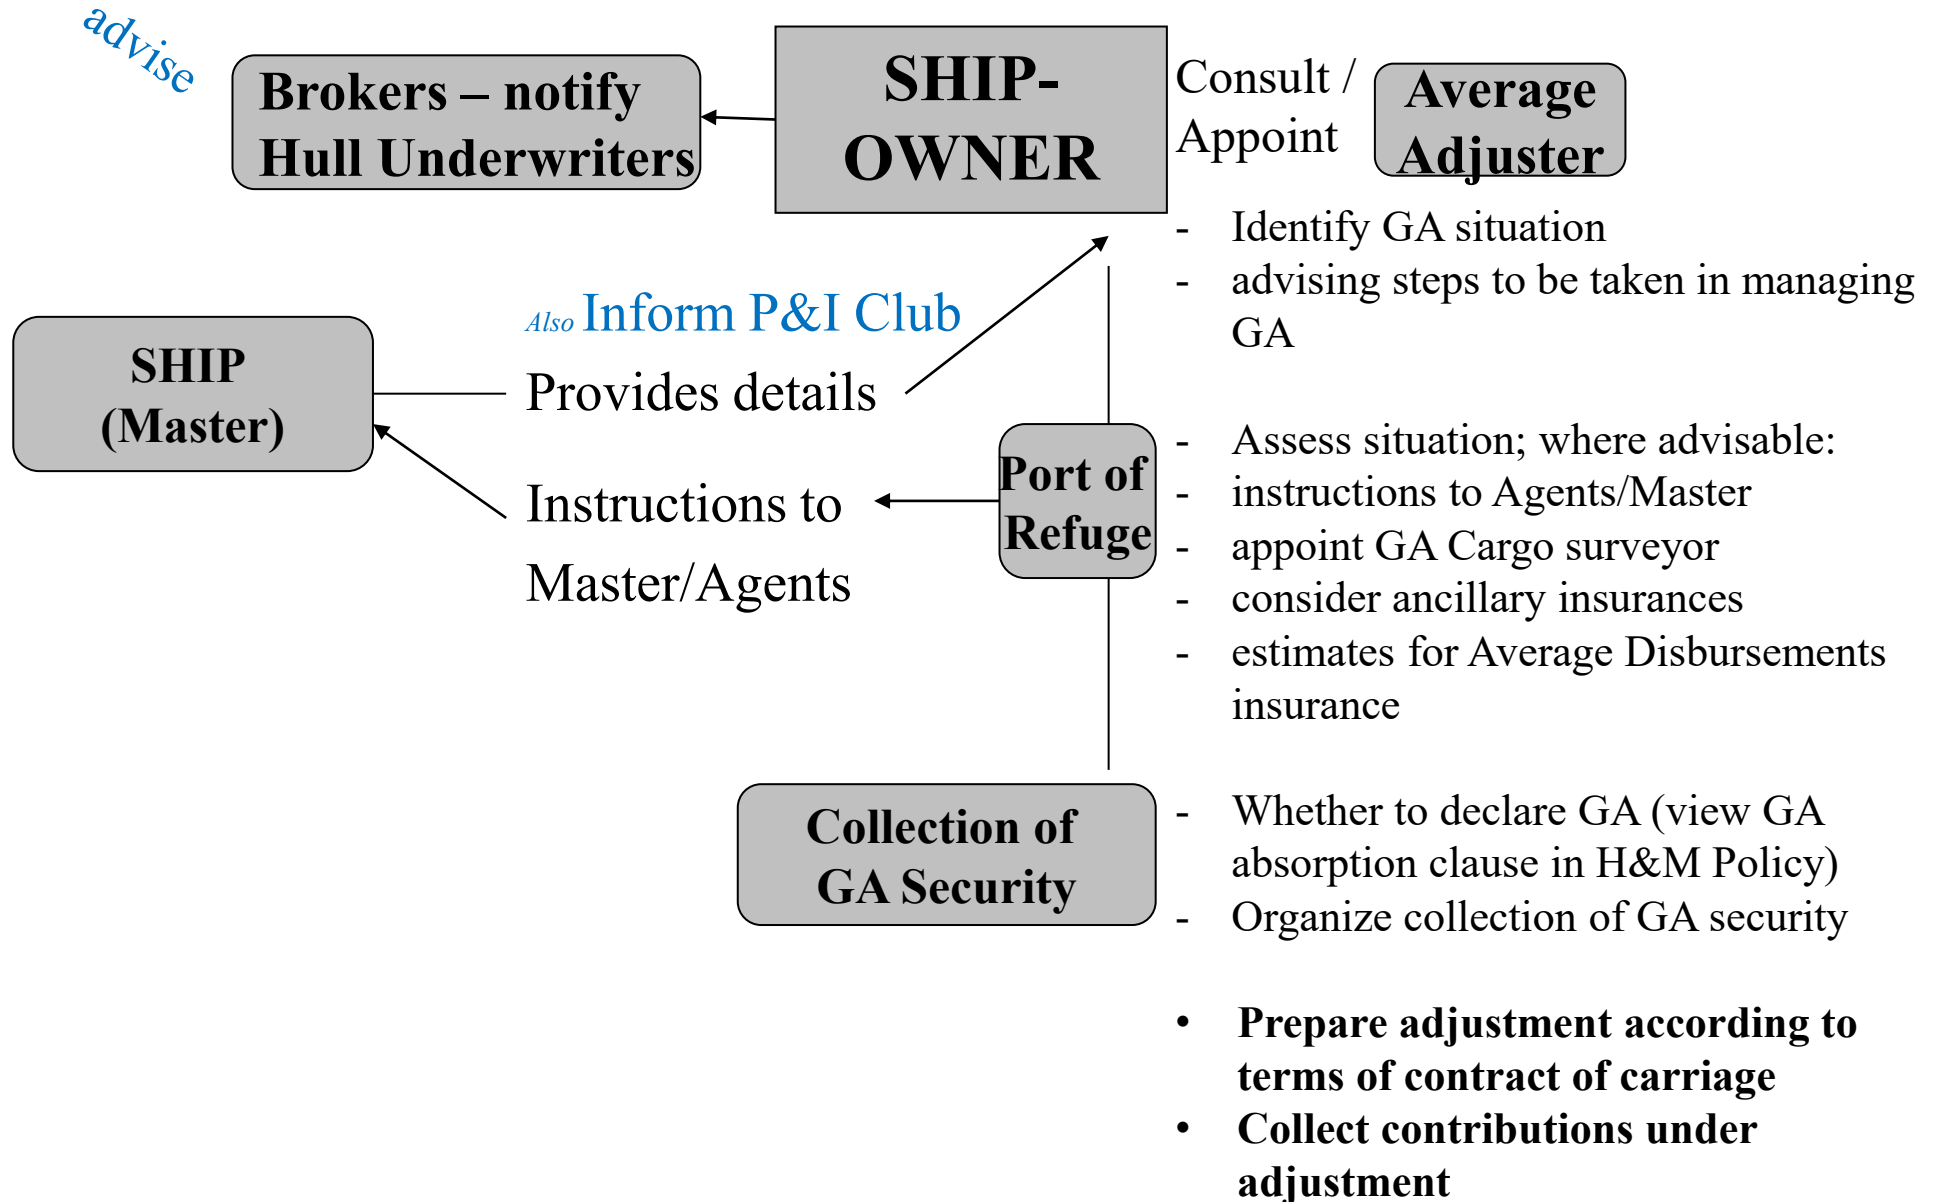 advise
Brokers – notify
Hull Underwriters
SHIP-
OWNER
Consult /
Appoint
Average
Adjuster
- Identify GA situation
- advising steps to be taken in managing
GA
Also Inform P&I Club
SHIP
(Master)
Provides details
Instructions to
Master/Agents
Port of
Refuge
- Assess situation; where advisable:
- instructions to Agents/Master
- appoint GA Cargo surveyor
- consider ancillary insurances
- estimates for Average Disbursements
insurance
Collection of
GA Security
- Whether to declare GA (view GA
absorption clause in H&M Policy)
- Organize collection of GA security
• Prepare adjustment according to
terms of contract of carriage
• Collect contributions under
adjustment